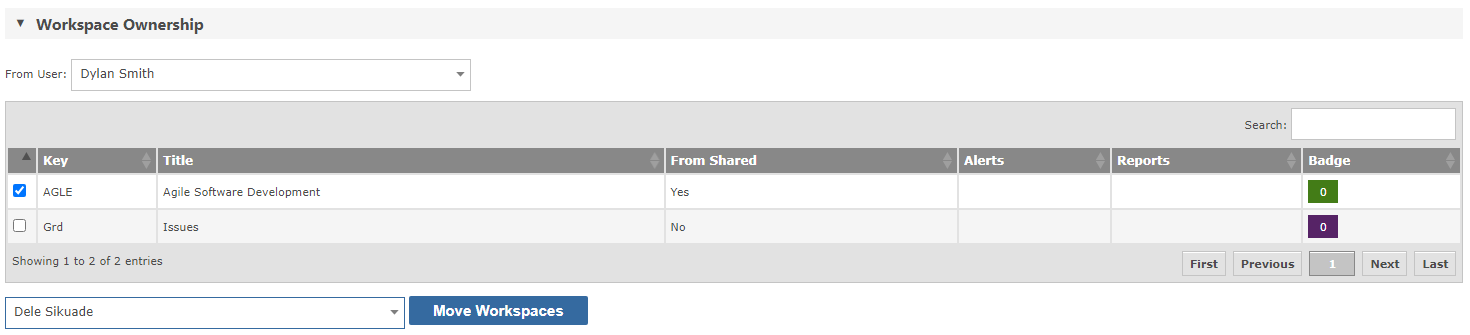 Workspace Ownership
From User: Dylan Smith
Search:
Key Title From Shared Alerts Reports Badge
AGLE Agile Software Development Yes 0
Grd Issues No 0
Showing 1 to 2 of 2 entries First Previous 1 Next Last
Dele Sikuade Move Workspaces